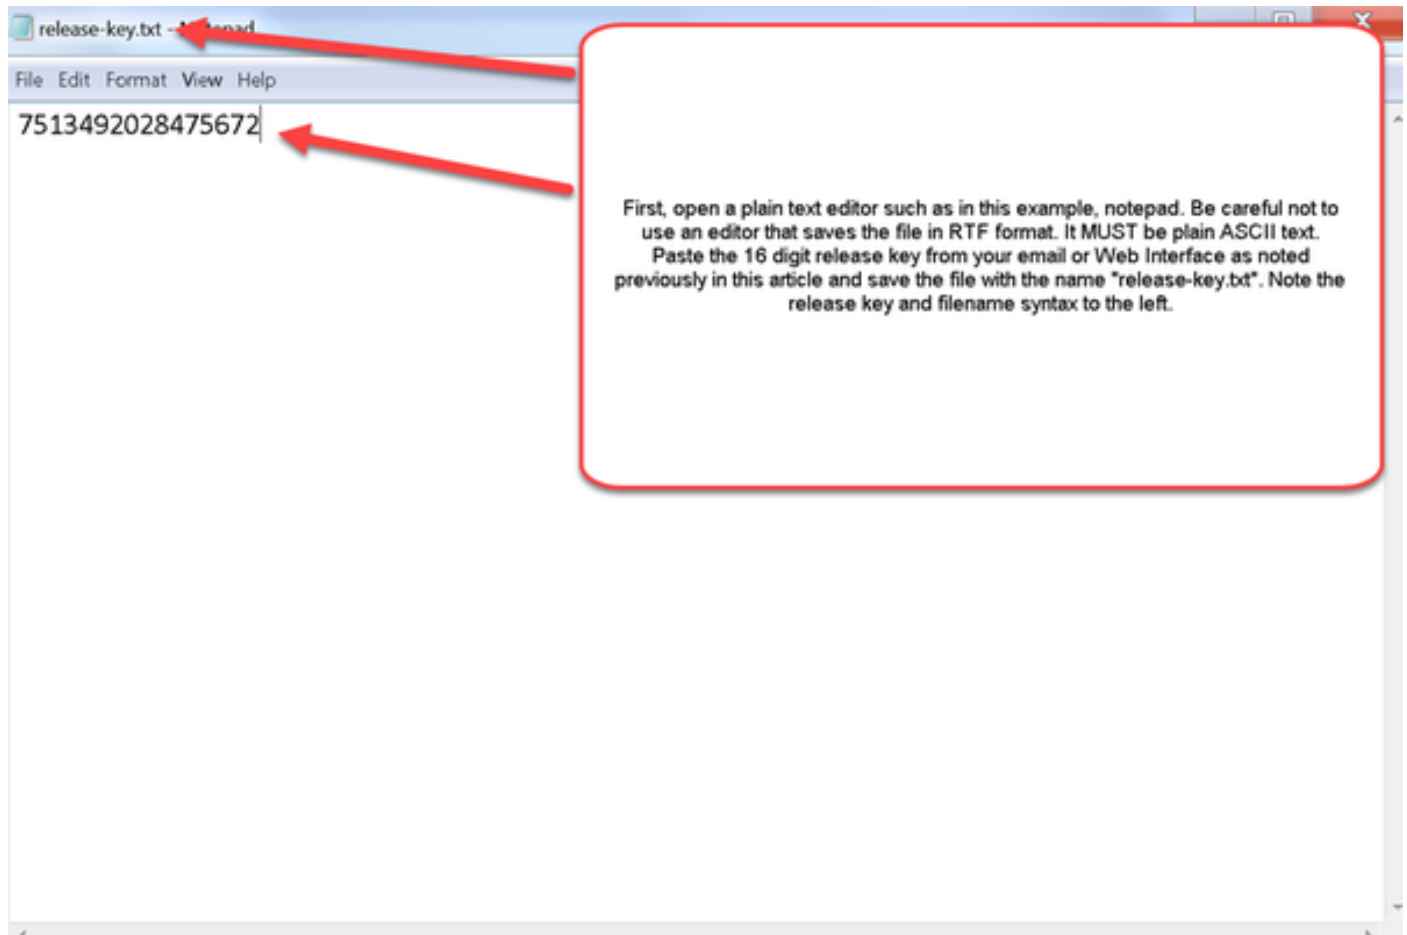 release-key.txt - Notepad
File Edit Format View Help
7513492028475672
First, open a plain text editor such as in this example, notepad. Be careful not to
use an editor that saves the file in RTF format. It MUST be plain ASCII text.
Paste the 16 digit release key from your email or Web Interface as noted
previously in this article and save the file with the name "release-key.txt". Note the
release key and filename syntax to the left.